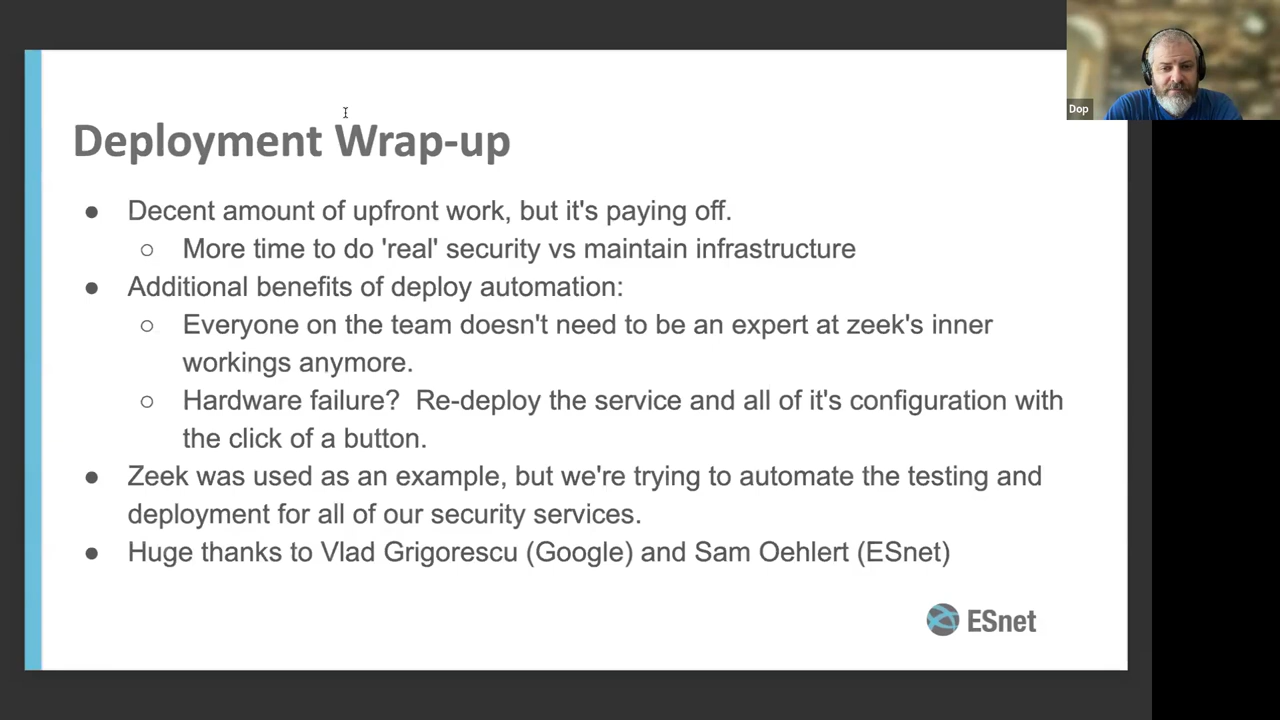 Deployment Wrap-up
● Decent amount of upfront work, but it's paying off.
○ More time to do 'real' security vs maintain infrastructure
● Additional benefits of deploy automation:
○ Everyone on the team doesn't need to be an expert at zeek's inner
workings anymore.
○ Hardware failure?  Re-deploy the service and all of it's configuration with
the click of a button.
● Zeek was used as an example, but we're trying to automate the testing and
deployment for all of our security services.
● Huge thanks to Vlad Grigorescu (Google) and Sam Oehlert (ESnet)
ESnet
Dop